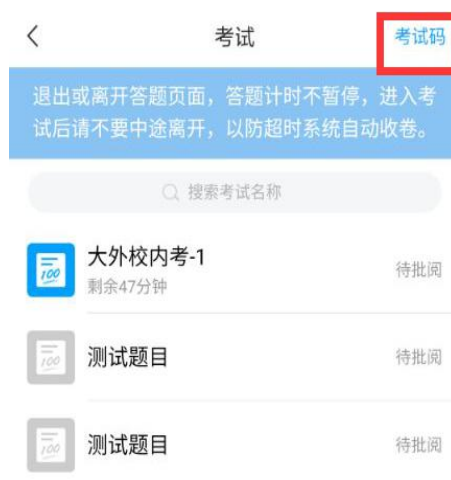 考试
考试码
退出或离开答题页面，答题计时不暂停，进入考
试后请不要中途离开，以防超时系统自动收卷。
搜索考试名称
100
大外校内考-1
待批阅
剩余47分钟
100
测试题目
待批阅
100
测试题目
待批阅